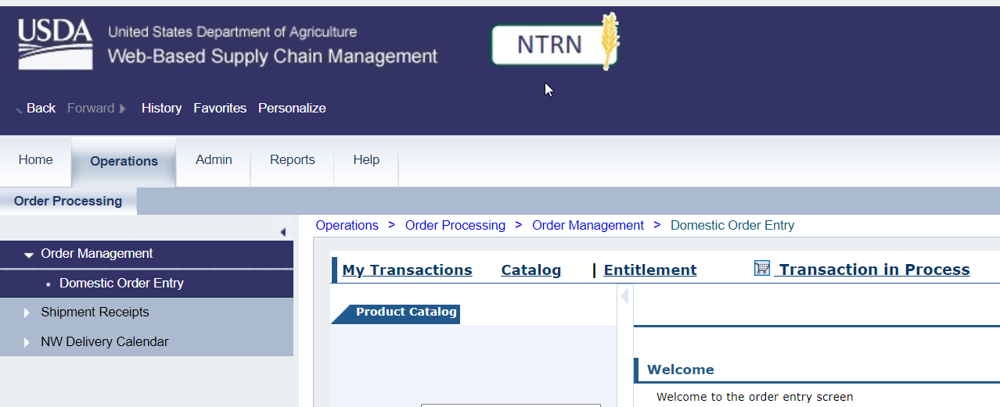 USDA
United States Department of Agriculture
Web-Based Supply Chain Management
NTRN
Back Forward History Favorites Personalize
Home Operations Admin Reports Help
Order Processing
Operations > Order Processing > Order Management > Domestic Order Entry
Order Management
Domestic Order Entry
Shipment Receipts
NW Delivery Calendar
My Transactions Catalog | Entitlement Transaction in Process
Product Catalog
Welcome
Welcome to the order entry screen